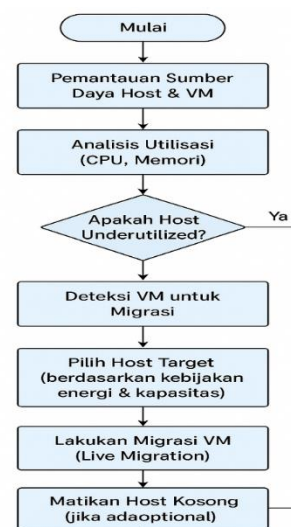 Mulai
Pemantauan Sumber
Daya Host & VM
Analisis Utilisasi
(CPU, Memori)
Apakah Host
Underutilized?
Ya
Deteksi VM untuk
Migrasi
Pilih Host Target
(berdasarkan kebijakan
energi & kapasitas)
Lakukan Migrasi VM
(Live Migration)
Matikan Host Kosong
(jika adaoptional)